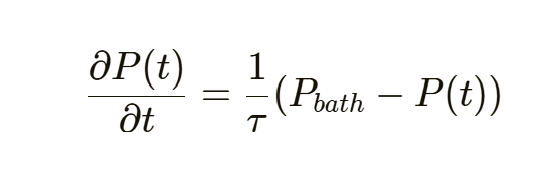 ∂P(t)/∂t = 1/τ (P_bath − P(t))